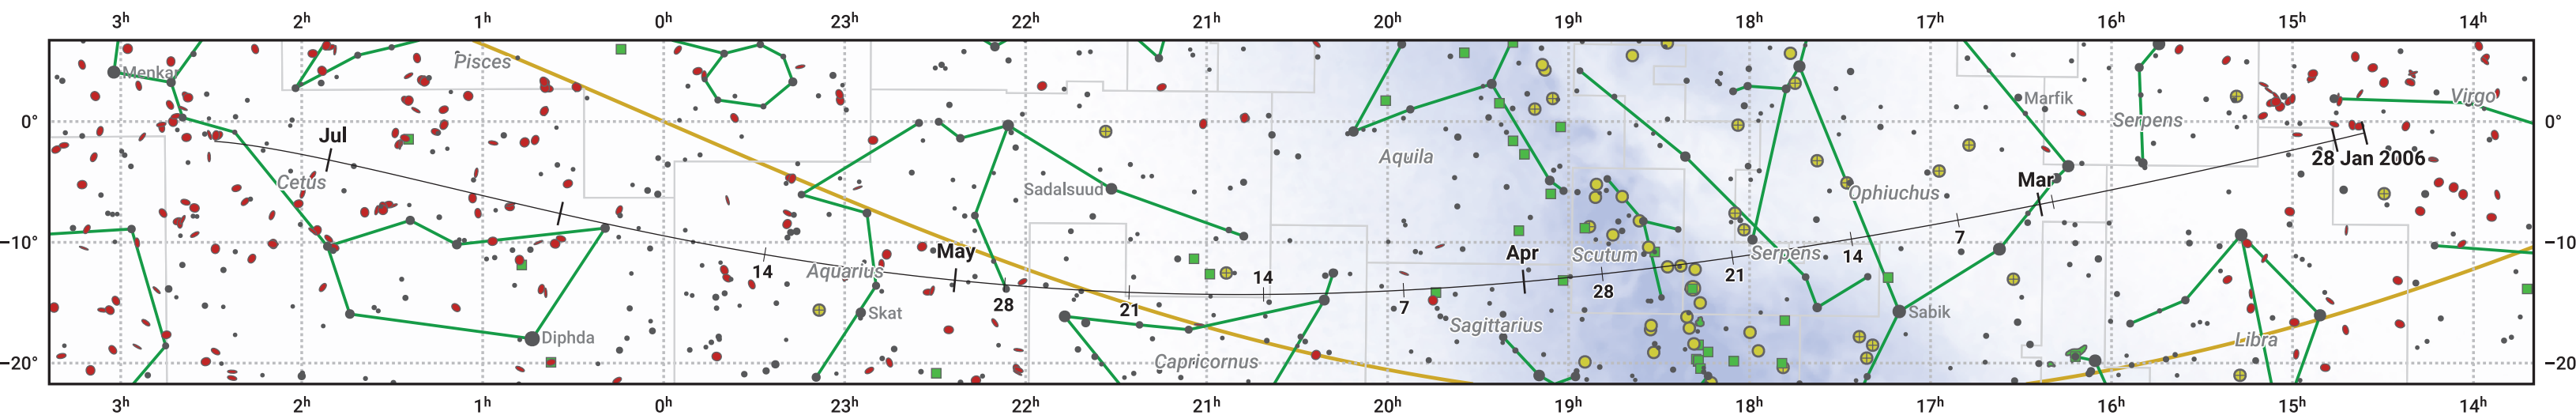 3h 2h 1h 0h 23h 22h 21h 20h 19h 18h 17h 16h 15h 14h
Pisces
Menkar
Marfik
Virgo
0° Serpens 0°
Jul
Aquila
28 Jan 2006
Cetus
Sadalsuud
Ophiuchus
Mar
7
−10° −10
May Apr Scutum Serpens 14
14 Aquarius 14 21
28 21 7 28
Skat Sabik
Diphda
Sagittarius
Libra
−20° Capricornus −20
3h 2h 1h 0h 23h 22h 21h 20h 19h 18h 17h 16h 15h 14h